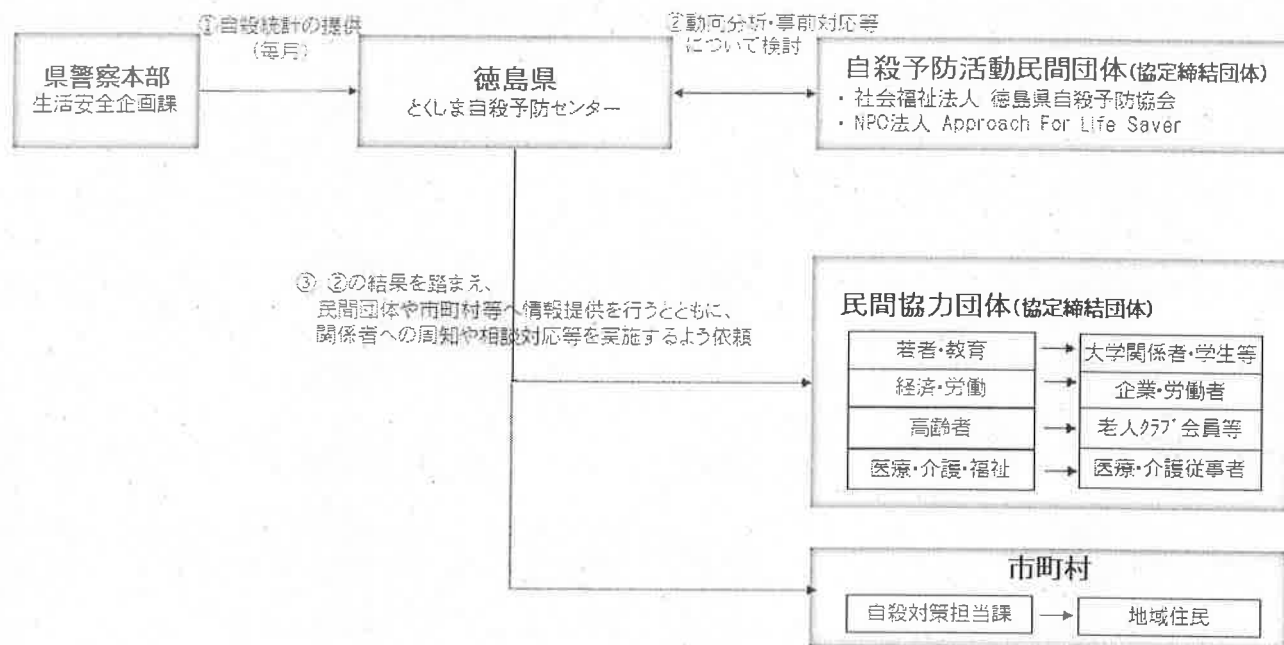 ①自殺統計の提供
(毎月)
②動向分析・事前対応等
について検討
県警察本部
生活安全企画課
徳島県
とくしま自殺予防センター
自殺予防活動民間団体(協定締結団体)
・ 社会福祉法人 徳島県自殺予防協会
・ NPO法人 Approach For Life Saver
③ ②の結果を踏まえ、
民間団体や市町村等へ情報提供を行うとともに、
関係者への周知や相談対応等を実施するよう依頼
民間協力団体(協定締結団体)
若者・教育 大学関係者・学生等
経済・労働 企業・労働者
高齢者 老人クラブ会員等
医療・介護・福祉 医療・介護従事者
市町村
自殺対策担当課 地域住民